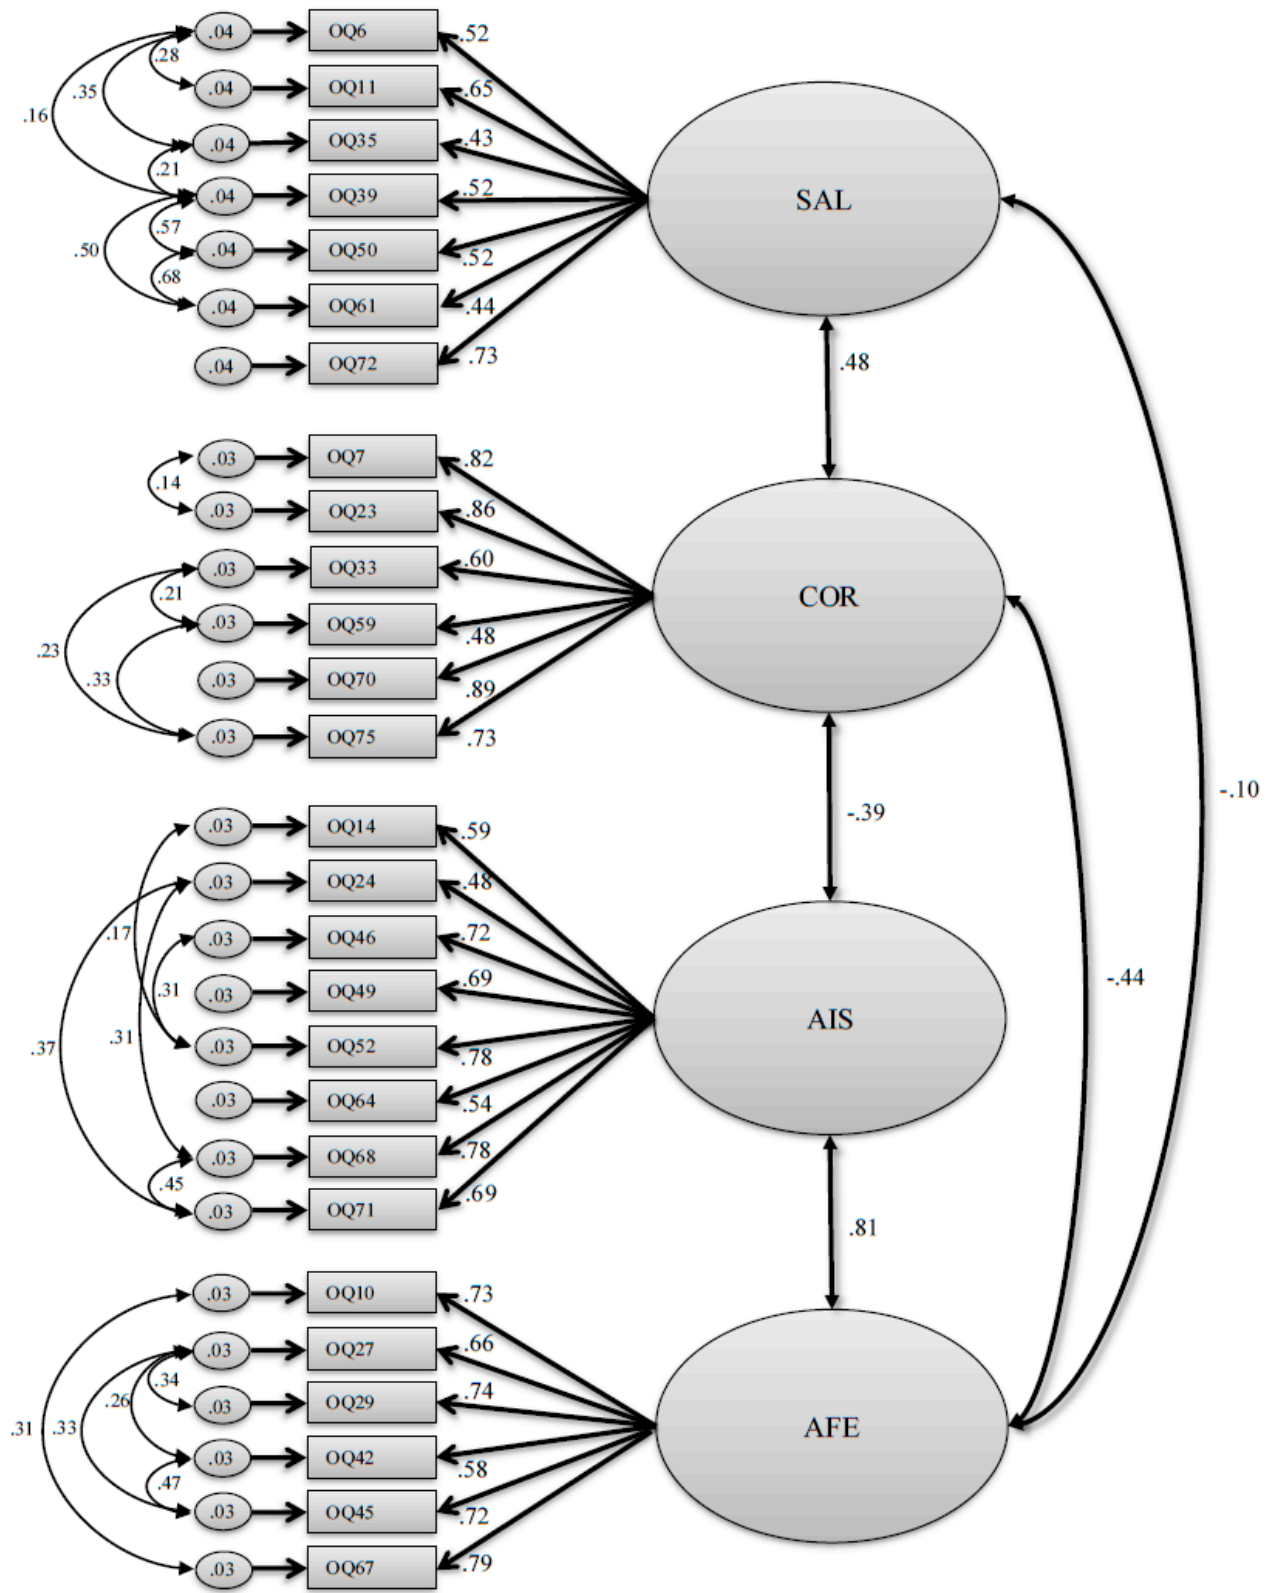 .04 OQ6 .52
.28
.04 OQ11 .65
.35
.16
.04 OQ35 .43
.21
.04 OQ39 .52
SAL
.57
.50
.04 OQ50 .52
.68
.04 OQ61 .44
.04 OQ72 .73
.48
.03 OQ7 .82
.14
.03 OQ23 .86
.03 OQ33 .60
.21
COR
.03 OQ59 .48
.23
.33
.03 OQ70 .89
.03 OQ75 .73
-.10
-.39
.03 OQ14 .59
.03 OQ24 .48
.17
.03 OQ46 .72
-.44
.31
.03 OQ49 .69
AIS
.31
.37
.03 OQ52 .78
.03 OQ64 .54
.03 OQ68 .78
.45
.03 OQ71 .69
.81
.03 OQ10 .73
.03 OQ27 .66
.34
.26
.03 OQ29 .74
.31 .33
AFE
.03 OQ42 .58
.47
.03 OQ45 .72
.03 OQ67 .79